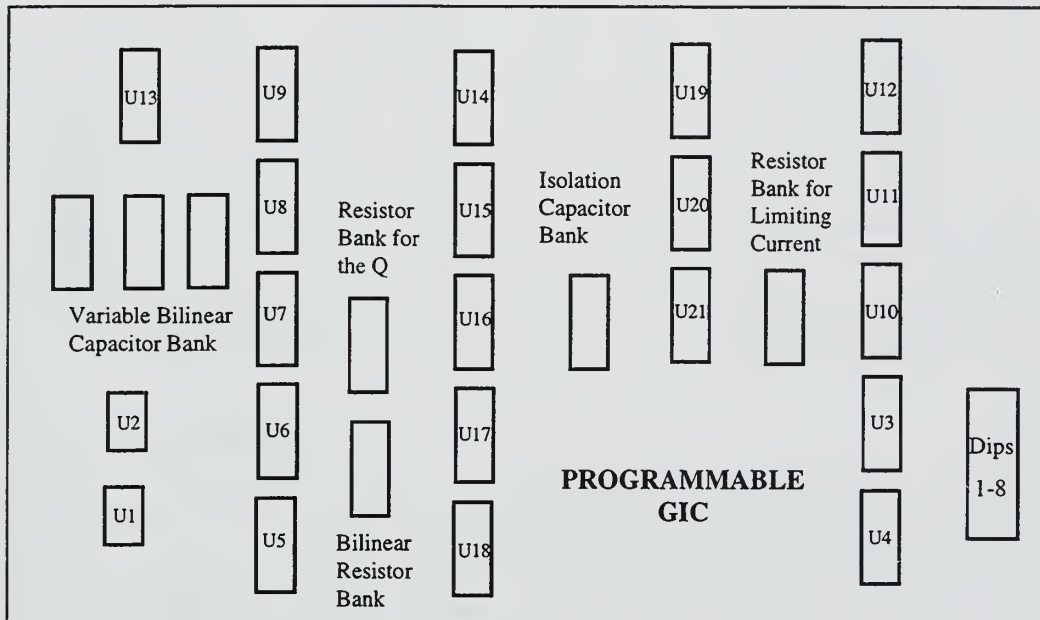 U13
U9
U14
U19
U12
U8
Resistor
Bank for
the Q
U15
Isolation
Capacitor
Bank
U20
Resistor
Bank for
Limiting
Current
U11
Variable Bilinear
Capacitor Bank
U7
U16
U21
U10
U2
U6
U17
U3
Dips
1-8
PROGRAMMABLE
GIC
U1
U5
Bilinear
Resistor
Bank
U18
U4